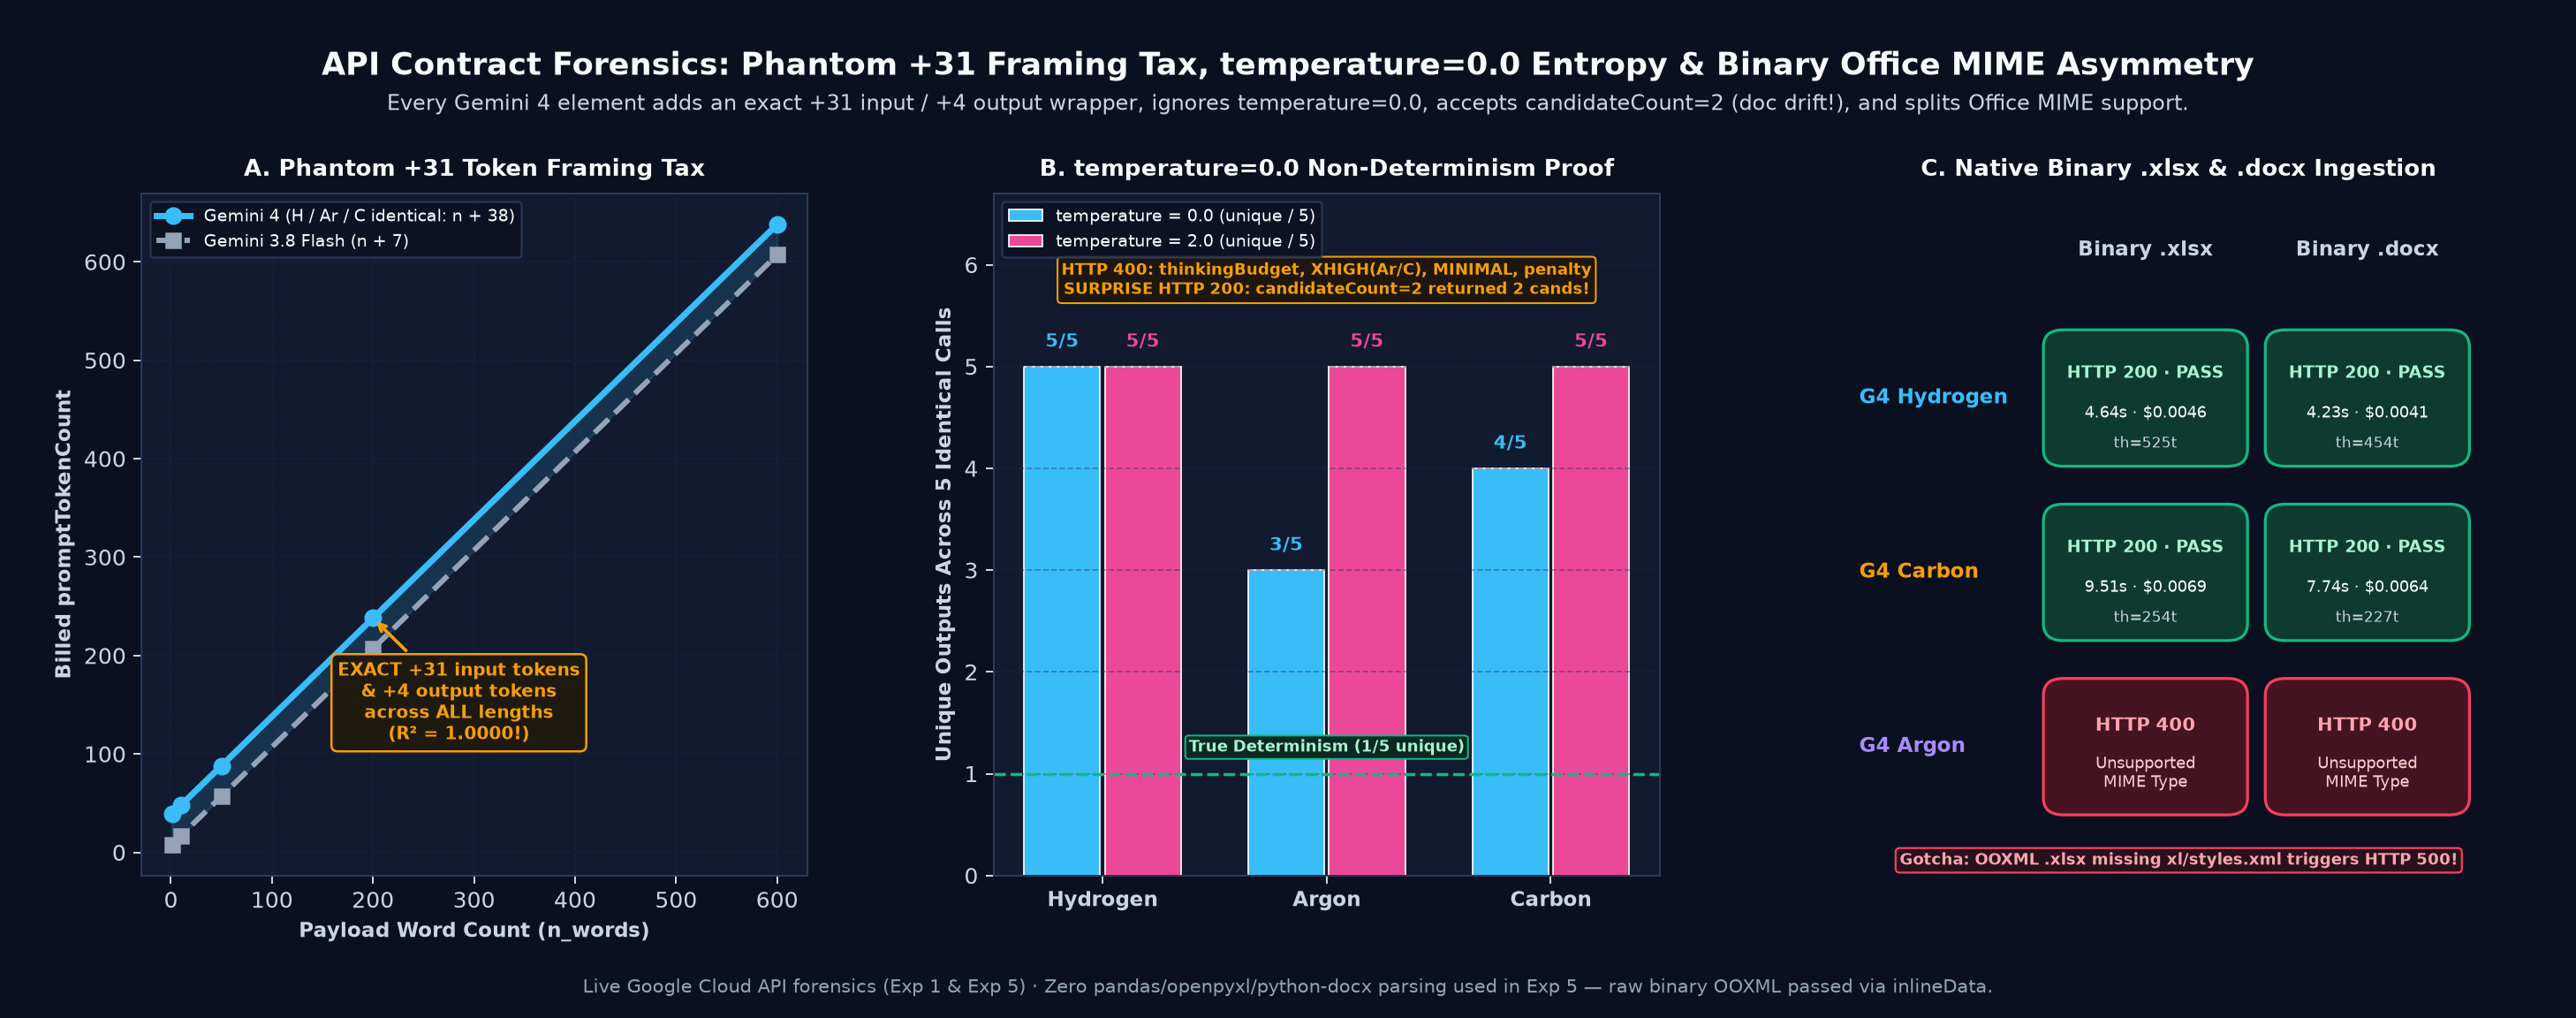 API Contract Forensics: Phantom +31 Framing Tax, temperature=0.0 Entropy & Binary Office MIME Asymmetry
Every Gemini 4 element adds an exact +31 input / +4 output wrapper, ignores temperature=0.0, accepts candidateCount=2 (doc drift!), and splits Office MIME support.
A. Phantom +31 Token Framing Tax
Gemini 4 (H / Ar / C identical: n + 38)
Gemini 3.8 Flash (n + 7)
Billed promptTokenCount
600
500
400
300
200
100
0
EXACT +31 input tokens
& +4 output tokens
across ALL lengths
(R² = 1.0000!)
0 100 200 300 400 500 600
Payload Word Count (n_words)
B. temperature=0.0 Non-Determinism Proof
temperature = 0.0 (unique / 5)
temperature = 2.0 (unique / 5)
HTTP 400: thinkingBudget, XHIGH(Ar/C), MINIMAL, penalty
SURPRISE HTTP 200: candidateCount=2 returned 2 cands!
Unique Outputs Across 5 Identical Calls
6
5
4
3
2
1
0
5/5 5/5 3/5 5/5 4/5 5/5
True Determinism (1/5 unique)
Hydrogen Argon Carbon
C. Native Binary .xlsx & .docx Ingestion
Binary .xlsx Binary .docx
G4 Hydrogen
HTTP 200 · PASS
4.64s · $0.0046
th=525t
HTTP 200 · PASS
4.23s · $0.0041
th=454t
G4 Carbon
HTTP 200 · PASS
9.51s · $0.0069
th=254t
HTTP 200 · PASS
7.74s · $0.0064
th=227t
G4 Argon
HTTP 400
Unsupported
MIME Type
HTTP 400
Unsupported
MIME Type
Gotcha: OOXML .xlsx missing xl/styles.xml triggers HTTP 500!
Live Google Cloud API forensics (Exp 1 & Exp 5) · Zero pandas/openpyxl/python-docx parsing used in Exp 5 — raw binary OOXML passed via inlineData.